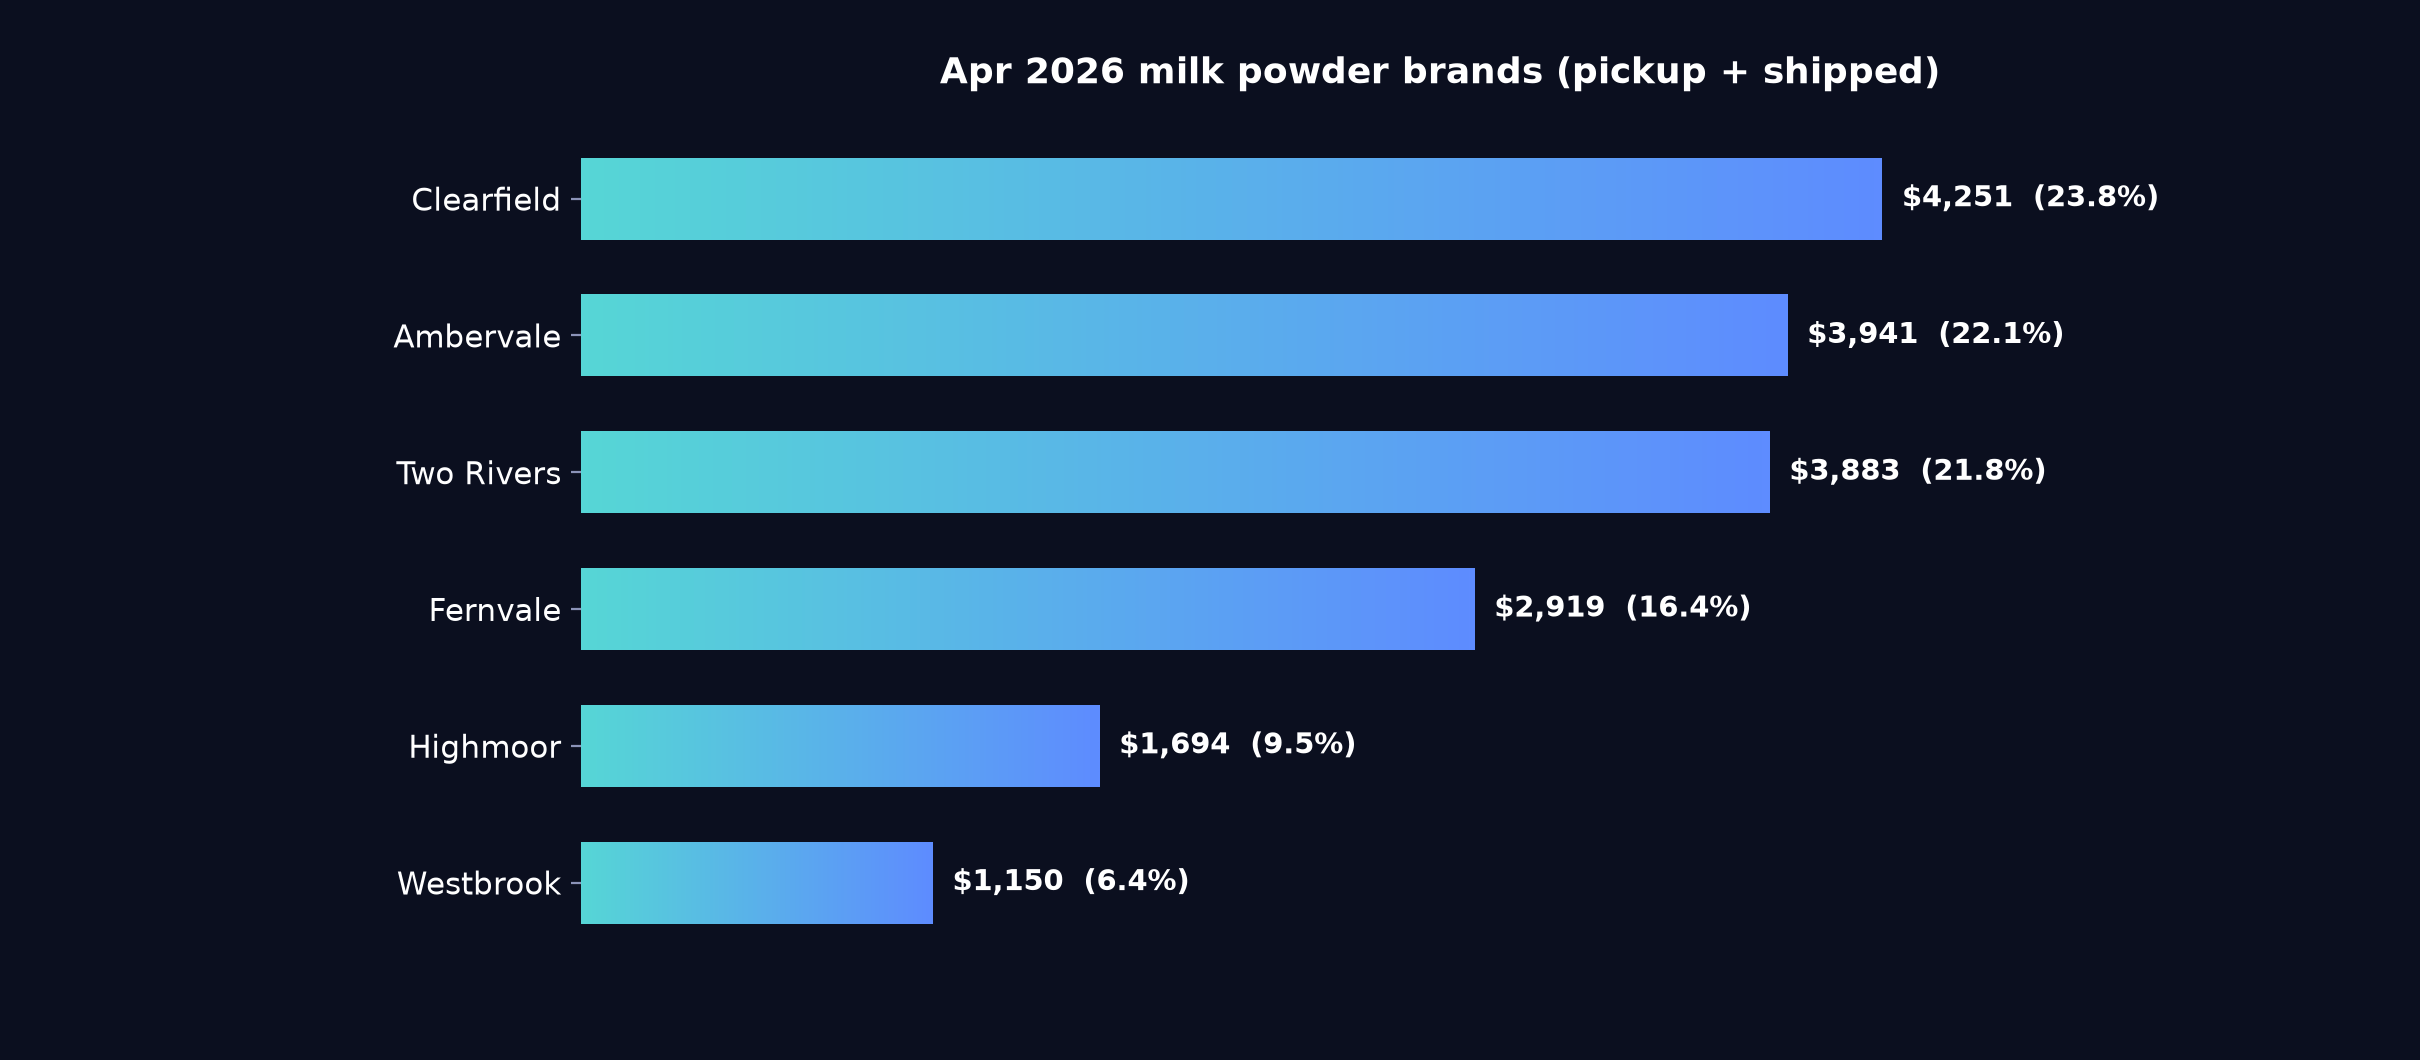 Apr 2026 milk powder brands (pickup + shipped)
Clearfield $4,251 (23.8%)
Ambervale $3,941 (22.1%)
Two Rivers $3,883 (21.8%)
Fernvale $2,919 (16.4%)
Highmoor $1,694 (9.5%)
Westbrook $1,150 (6.4%)